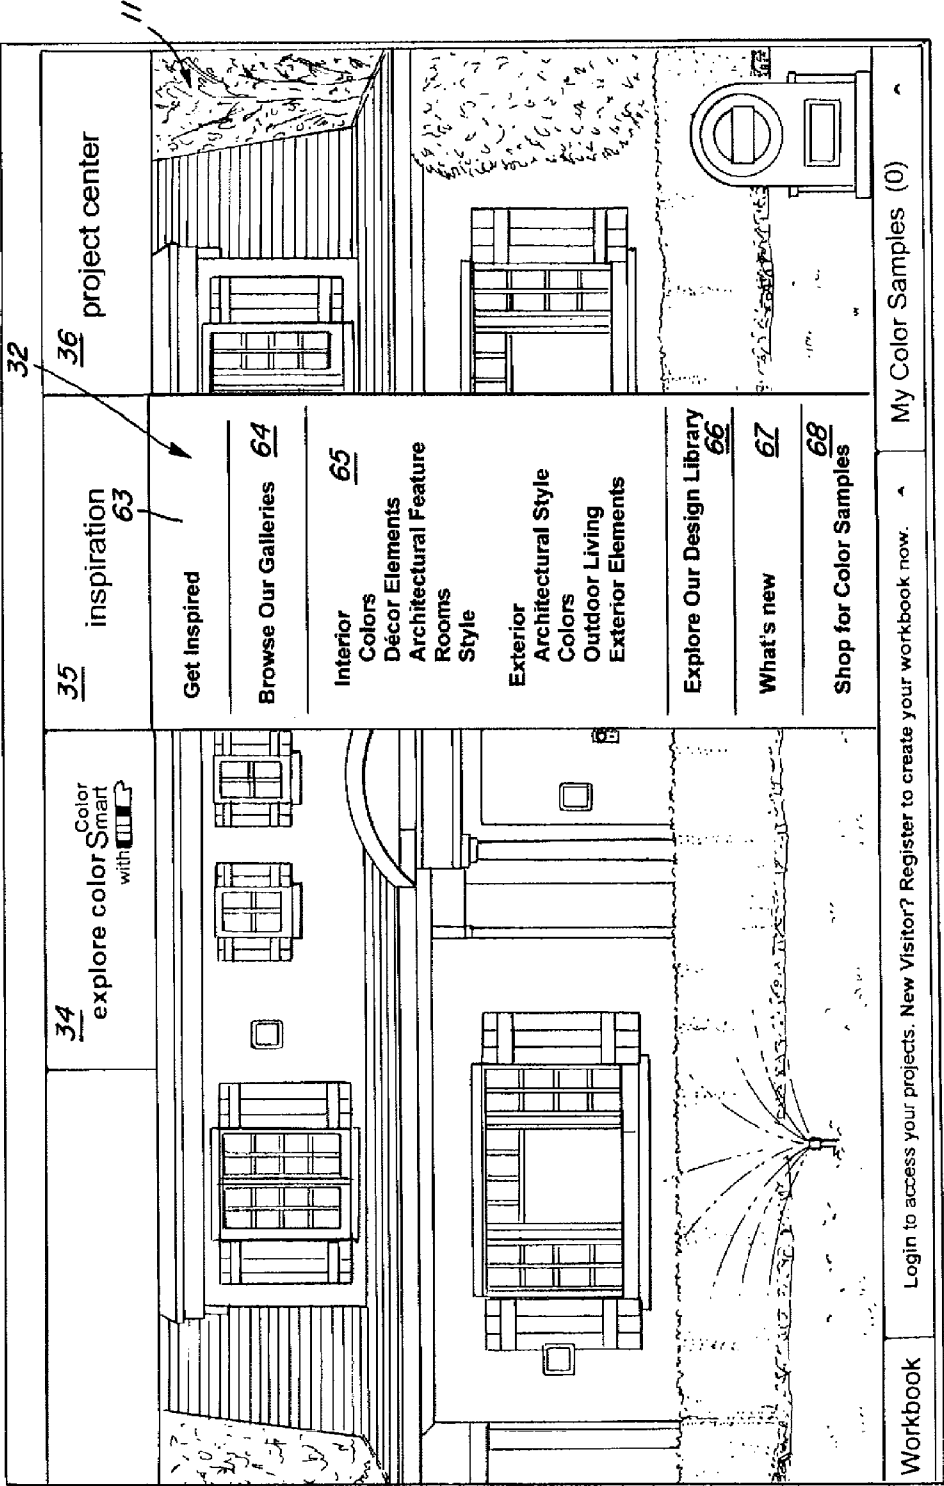 11
32
34
explore color
with
Color
Smart
35
inspiration
63
36
project center
Get Inspired
Browse Our Galleries 64
65
Interior
Colors
Décor Elements
Architectural Feature
Rooms
Style
Exterior
Architectural Style
Colors
Outdoor Living
Exterior Elements
Explore Our Design Library
66
What's new 67
68
Shop for Color Samples
Workbook
Login to access your projects. New Visitor? Register to create your workbook now.
My Color Samples (0)